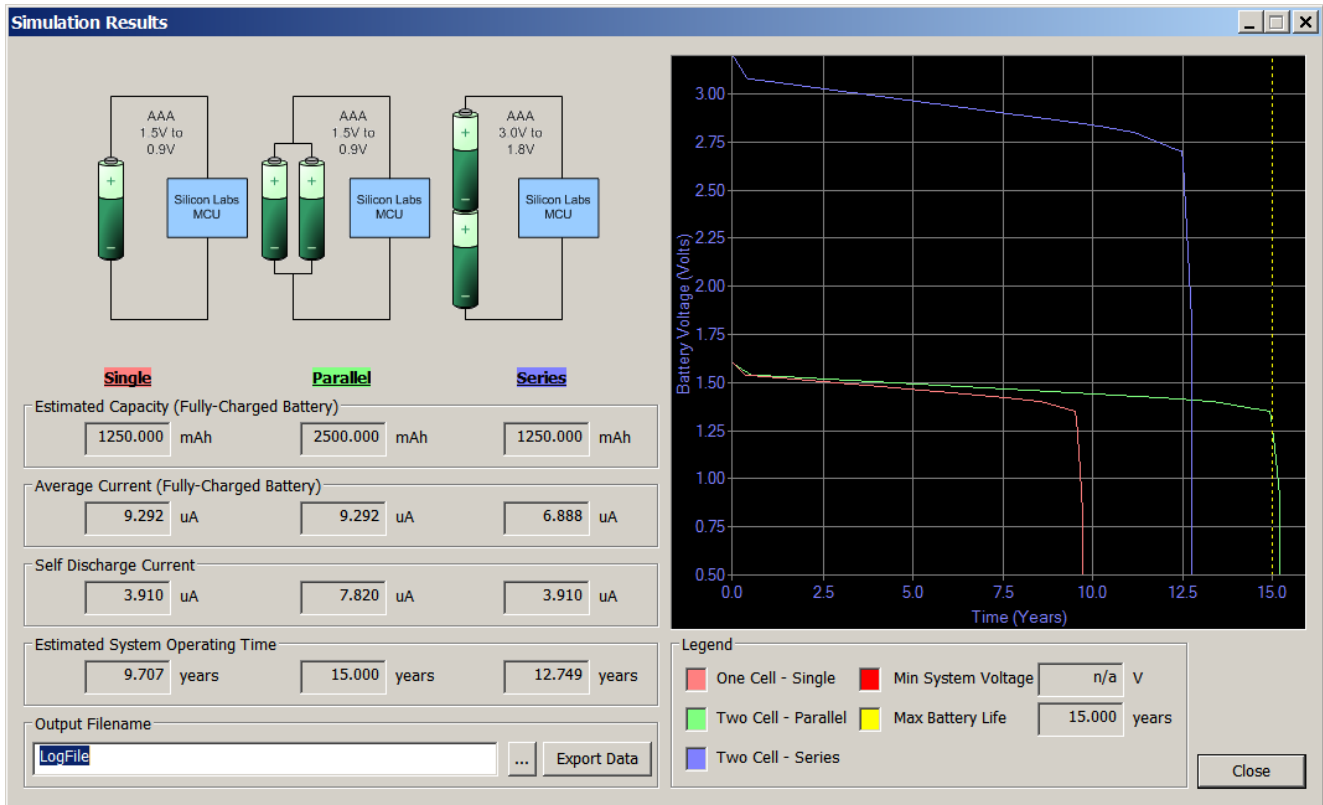 Simulation Results
AAA
1.5V to
0.9V
+
Silicon Labs
MCU
−
AAA
1.5V to
0.9V
+ +
Silicon Labs
MCU
− −
AAA
3.0V to
1.8V
+
−
+
−
Silicon Labs
MCU
Single Parallel Series
Estimated Capacity (Fully-Charged Battery)
1250.000 mAh 2500.000 mAh 1250.000 mAh
Average Current (Fully-Charged Battery)
9.292 uA 9.292 uA 6.888 uA
Self Discharge Current
3.910 uA 7.820 uA 3.910 uA
Estimated System Operating Time
9.707 years 15.000 years 12.749 years
Output Filename
LogFile ... Export Data
Battery Voltage (Volts)
3.00
2.75
2.50
2.25
2.00
1.75
1.50
1.25
1.00
0.75
0.50
0.0 2.5 5.0 7.5 10.0 12.5 15.0
Time (Years)
Legend
One Cell - Single Min System Voltage n/a V
Two Cell - Parallel Max Battery Life 15.000 years
Two Cell - Series
Close